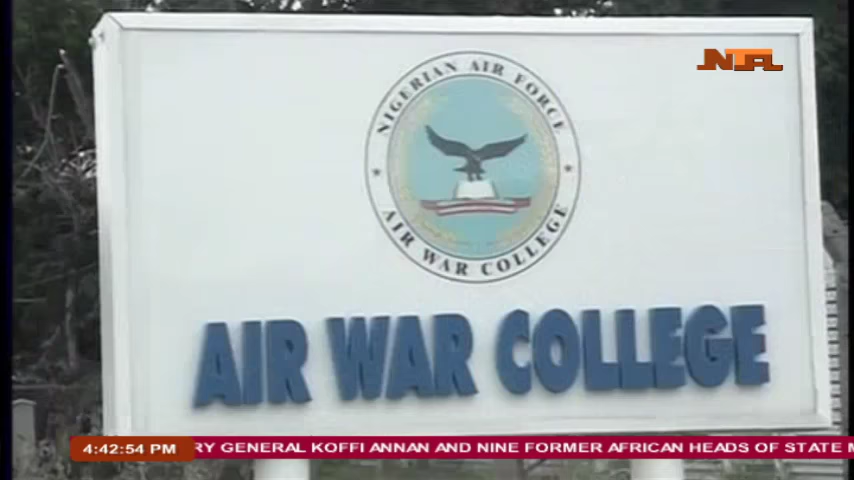 NTA
NIGERIAN AIR FORCE
AIR WAR COLLEGE
AIR WAR COLLEGE
4:42:54 PM
RY GENERAL KOFFI ANNAN AND NINE FORMER AFRICAN HEADS OF STATE M